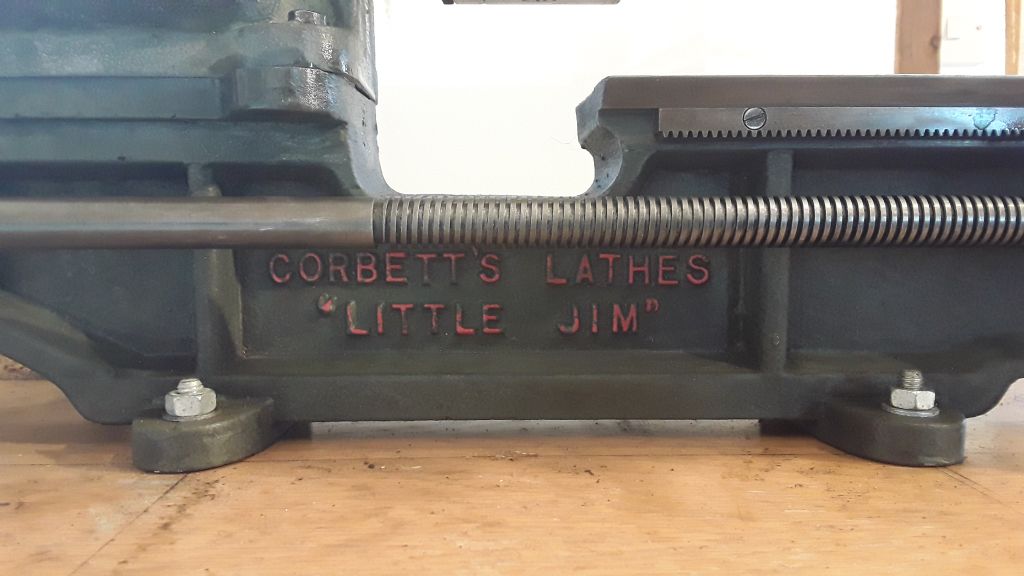 CORBETT'S LATHES
"LITTLE JIM"